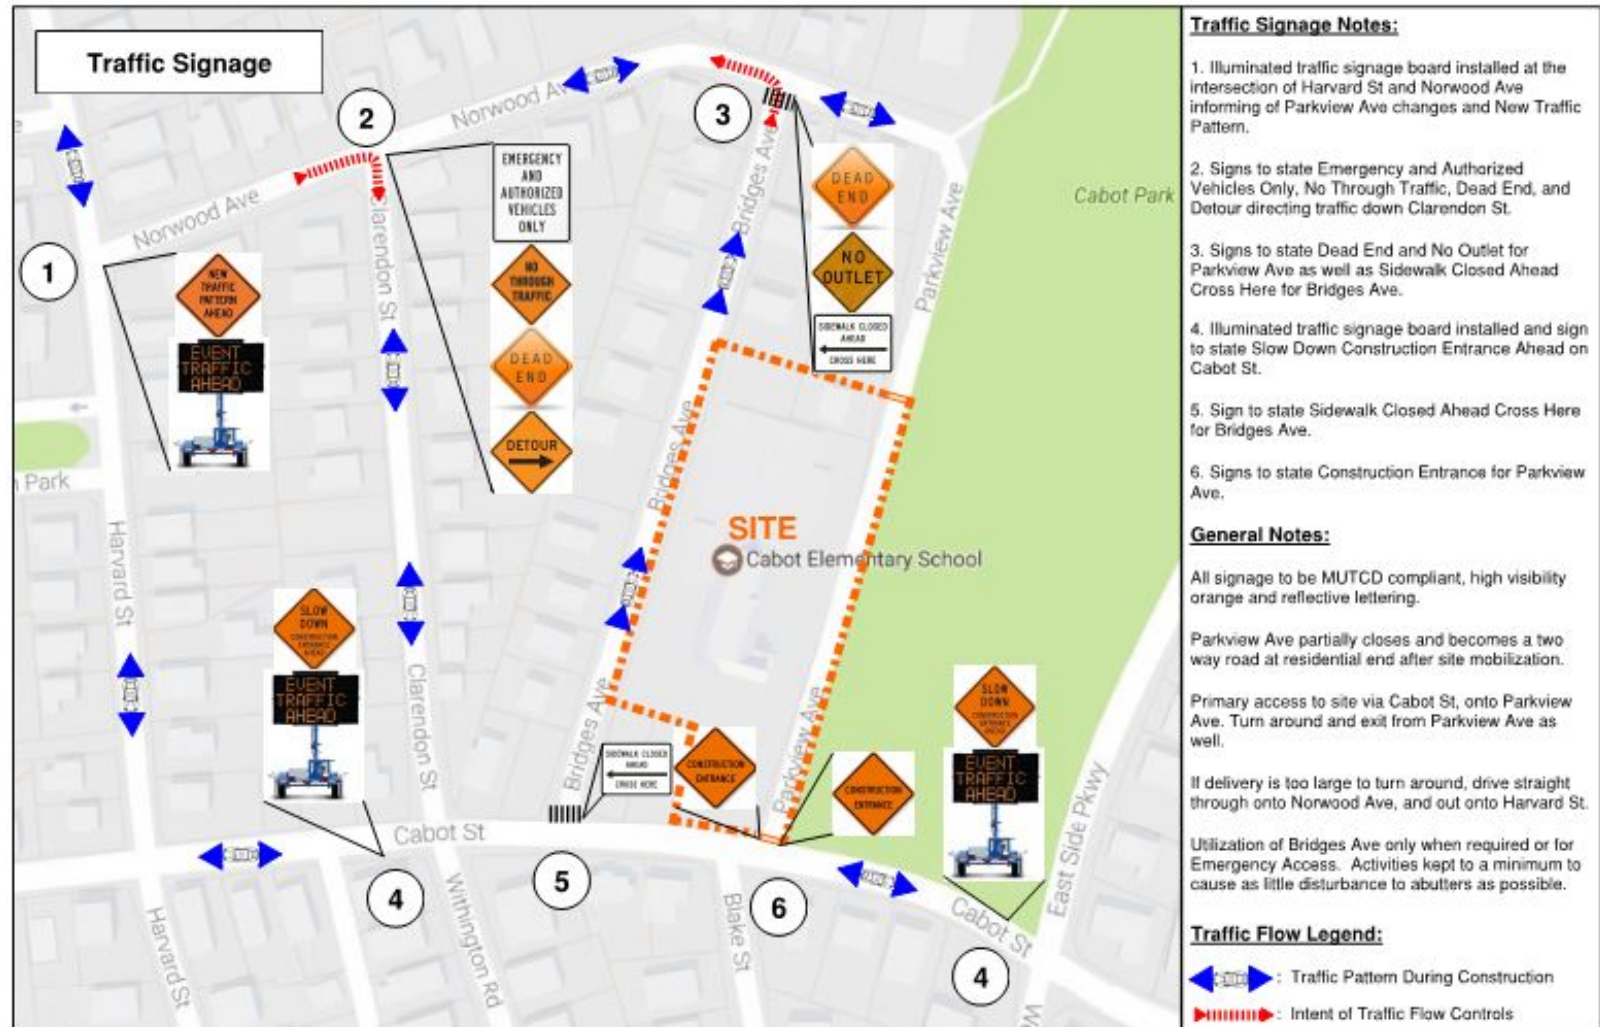 Traffic Signage
2
3
Norwood Av
Norwood Ave
1
NEW
TRAFFIC
PATTERN
AHEAD
EVENT
TRAFFIC
AHEAD
EMERGENCY
AND
AUTHORIZED
VEHICLES
ONLY
NO
THROUGH
TRAFFIC
DEAD
END
DETOUR
DEAD
END
NO
OUTLET
SIDEWALK CLOSED
AHEAD
CROSS HERE
Clarendon St
Bridges Ave
Parkview Ave
Cabot Park
Park
Harvard St
Bridges Ave
SITE
Cabot Elementary School
SLOW
DOWN
CONSTRUCTION
ENTRANCE
AHEAD
EVENT
TRAFFIC
AHEAD
Clarendon St
Bridges Ave
SIDEWALK CLOSED
AHEAD
CROSS HERE
CONSTRUCTION
ENTRANCE
Parkview Ave
CONSTRUCTION
ENTRANCE
SLOW
DOWN
CONSTRUCTION
ENTRANCE
AHEAD
EVENT
TRAFFIC
AHEAD
East Side Pkwy
Cabot St
4
5
6
4
Harvard St
Withington Rd
Blake St
Cabot St
Traffic Signage Notes:
1. Illuminated traffic signage board installed at the
intersection of Harvard St and Norwood Ave
informing of Parkview Ave changes and New Traffic
Pattern.
2. Signs to state Emergency and Authorized
Vehicles Only, No Through Traffic, Dead End, and
Detour directing traffic down Clarendon St.
3. Signs to state Dead End and No Outlet for
Parkview Ave as well as Sidewalk Closed Ahead
Cross Here for Bridges Ave.
4. Illuminated traffic signage board installed and sign
to state Slow Down Construction Entrance Ahead on
Cabot St.
5. Sign to state Sidewalk Closed Ahead Cross Here
for Bridges Ave.
6. Signs to state Construction Entrance for Parkview
Ave.
General Notes:
All signage to be MUTCD compliant, high visibility
orange and reflective lettering.
Parkview Ave partially closes and becomes a two
way road at residential end after site mobilization.
Primary access to site via Cabot St, onto Parkview
Ave. Turn around and exit from Parkview Ave as
well.
If delivery is too large to turn around, drive straight
through onto Norwood Ave, and out onto Harvard St.
Utilization of Bridges Ave only when required or for
Emergency Access. Activities kept to a minimum to
cause as little disturbance to abutters as possible.
Traffic Flow Legend:
: Traffic Pattern During Construction
: Intent of Traffic Flow Controls